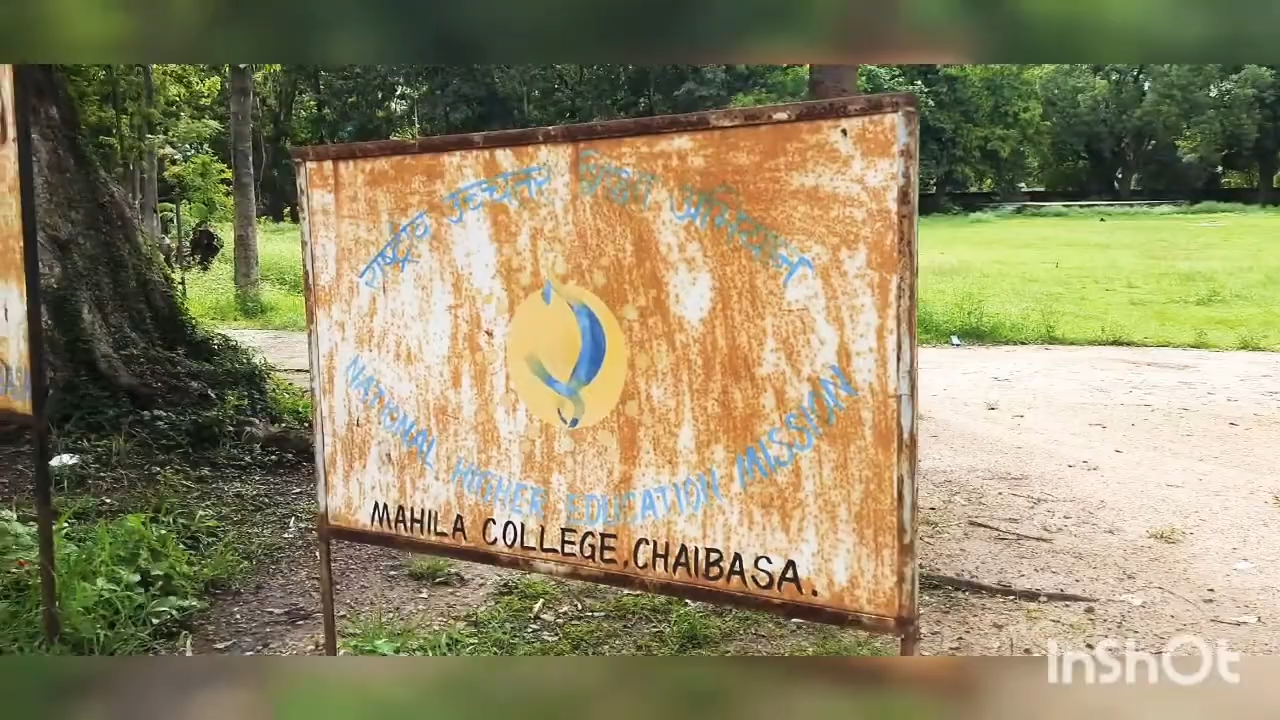 राष्ट्रीय उच्चतर शिक्षा अभियान
NATIONAL HIGHER EDUCATION MISSION
MAHILA COLLEGE, CHAIBASA.
InShOt